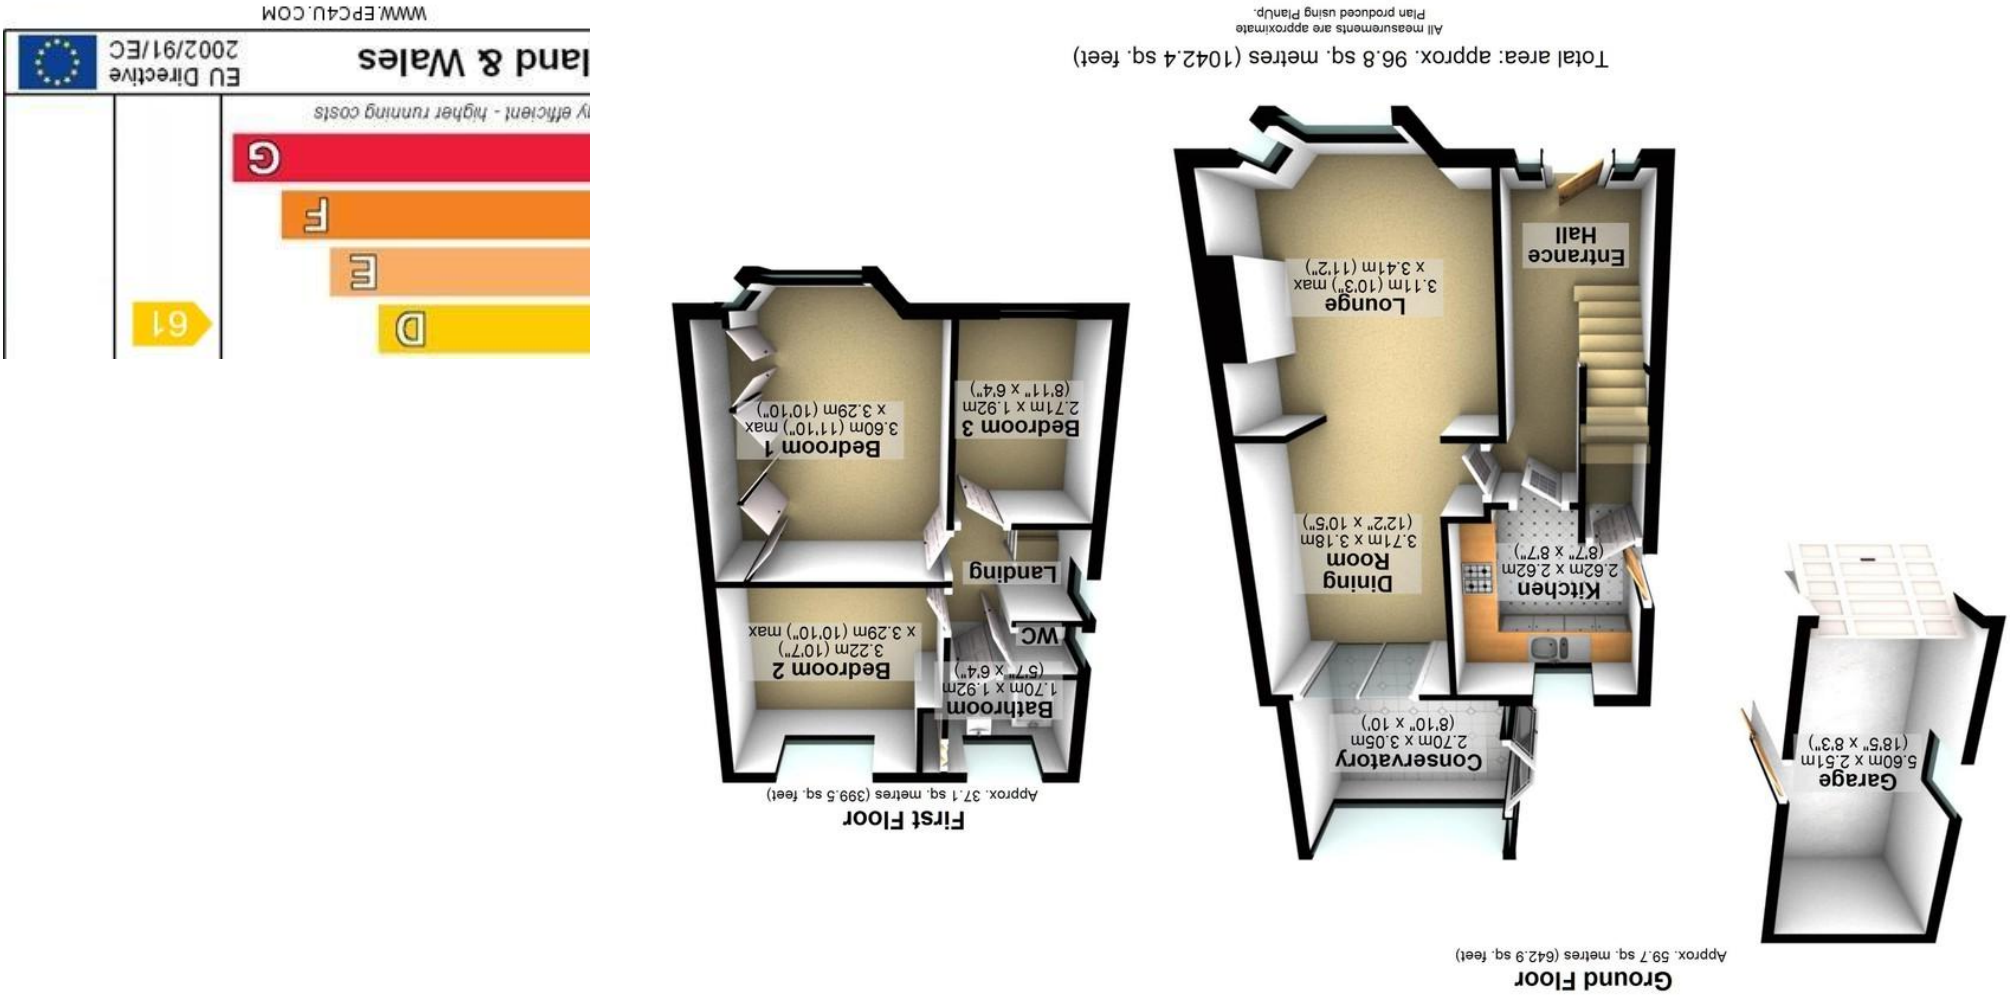 Ground Floor
Approx. 59.7 sq. metres (642.9 sq. feet)
Garage
5.60m x 2.51m
(18'5" x 8'3")
Conservatory
2.70m x 3.05m
(8'10" x 10')
Kitchen
2.62m x 2.62m
(8'7" x 8'7")
Dining
Room
3.71m x 3.18m
(12'2" x 10'5")
Lounge
3.11m (10'3") max
x 3.41m (11'2")
Entrance
Hall
First Floor
Approx. 37.1 sq. metres (399.5 sq. feet)
Bathroom
1.70m x 1.92m
(5'7" x 6'4")
WC
Bedroom 2
3.22m (10'7")
x 3.29m (10'10") max
Landing
Bedroom 3
2.71m x 1.92m
(8'11" x 6'4")
Bedroom 1
3.60m (11'10") max
x 3.29m (10'10")
Total area: approx. 96.8 sq. metres (1042.4 sq. feet)
All measurements are approximate
Plan produced using PlanUp.
D
61
E
F
G
y efficient - higher running costs
land & Wales
EU Directive
2002/91/EC
WWW.EPC4U.COM